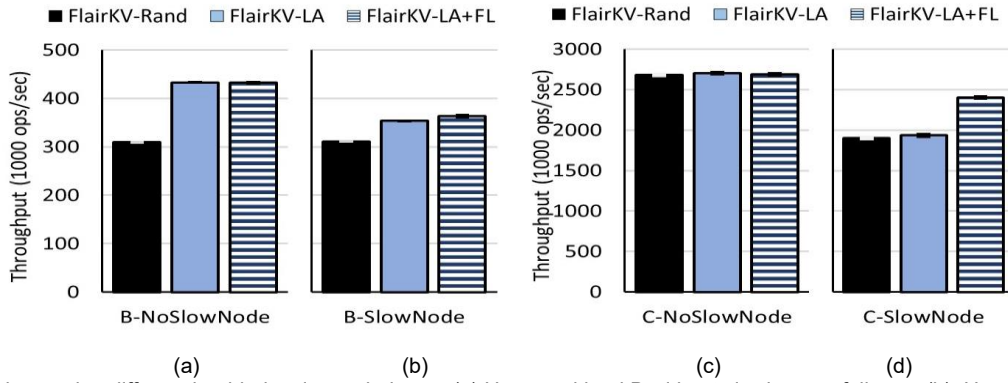 FlairKV-Rand FlairKV-LA FlairKV-LA+FL
Throughput (1000 ops/sec)
500
400
300
200
100
0
B-NoSlowNode B-SlowNode
(a) (b)
FlairKV-Rand FlairKV-LA FlairKV-LA+FL
Throughput (1000 ops/sec)
3000
2500
2000
1500
1000
500
0
C-NoSlowNode C-SlowNode
(c) (d)